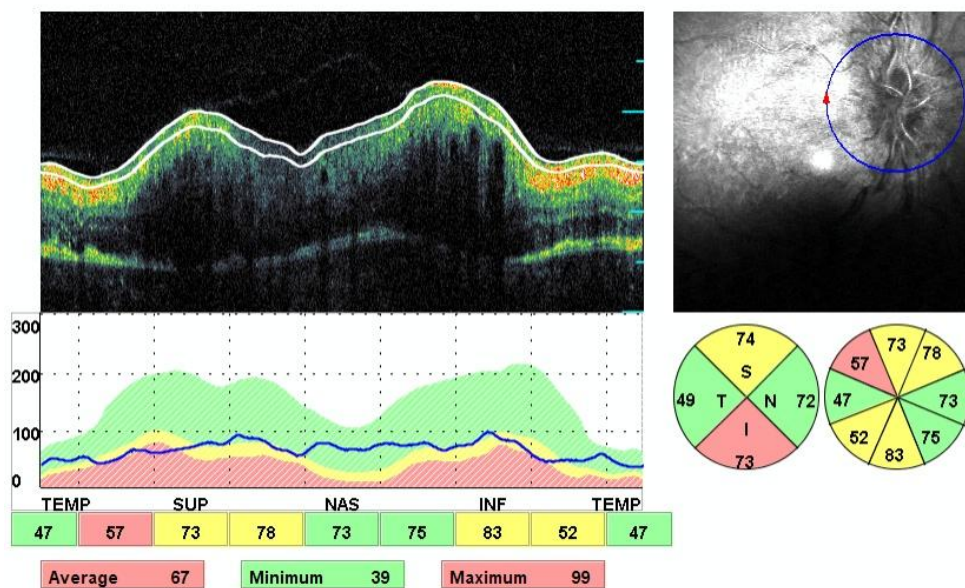 300
200
100
0
TEMP SUP NAS INF TEMP
47 57 73 78 73 75 83 52 47
Average 67 Minimum 39 Maximum 99
74
S
49 T N 72
I
73
73 78
57 73
47 75
52 83